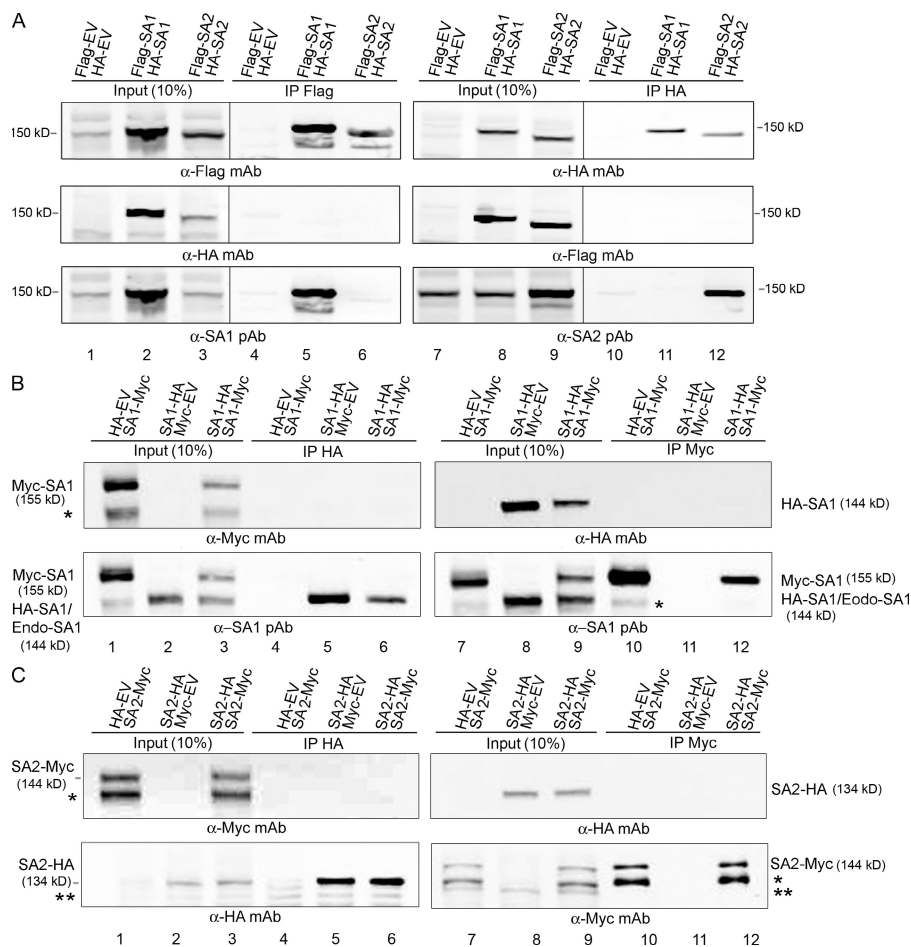 A
Flag-EV HA-EV
Flag-SA1 HA-SA1
Flag-SA2 HA-SA2
Flag-EV HA-EV
Flag-SA1 HA-SA1
Flag-SA2 HA-SA2
Flag-EV HA-EV
Flag-SA1 HA-SA1
Flag-SA2 HA-SA2
Flag-EV HA-EV
Flag-SA1 HA-SA1
Flag-SA2 HA-SA2
Input (10%) IP Flag Input (10%) IP HA
150 kD– –150 kD
α-Flag mAb α-HA mAb
150 kD– –150 kD
α-HA mAb α-Flag mAb
150 kD– –150 kD
α-SA1 pAb α-SA2 pAb
1 2 3 4 5 6 7 8 9 10 11 12
B
HA-EV SA1-Myc
SA1-HA Myc-EV
SA1-HA SA1-Myc
HA-EV SA1-Myc
SA1-HA Myc-EV
SA1-HA SA1-Myc
HA-EV SA1-Myc
SA1-HA Myc-EV
SA1-HA SA1-Myc
HA-EV SA1-Myc
SA1-HA Myc-EV
SA1-HA SA1-Myc
Input (10%) IP HA Input (10%) IP Myc
Myc-SA1
(155 kD)
*
HA-SA1 (144 kD)
α-Myc mAb α-HA mAb
Myc-SA1
(155 kD)
HA-SA1/
Endo-SA1
(144 kD)
*
Myc-SA1 (155 kD)
HA-SA1/Eodo-SA1
(144 kD)
α–SA1 pAb α–SA1 pAb
1 2 3 4 5 6 7 8 9 10 11 12
C
HA-EV SA2-Myc
SA2-HA Myc-EV
SA2-HA SA2-Myc
HA-EV SA2-Myc
SA2-HA Myc-EV
SA2-HA SA2-Myc
HA-EV SA2-Myc
SA2-HA Myc-EV
SA2-HA SA2-Myc
HA-EV SA2-Myc
SA2-HA Myc-EV
SA2-HA SA2-Myc
Input (10%) IP HA Input (10%) IP Myc
SA2-Myc
(144 kD) –
*
SA2-HA (134 kD)
α-Myc mAb α-HA mAb
SA2-HA
(134 kD)–
**
SA2-Myc (144 kD)
*
**
α-HA mAb α-Myc mAb
1 2 3 4 5 6 7 8 9 10 11 12